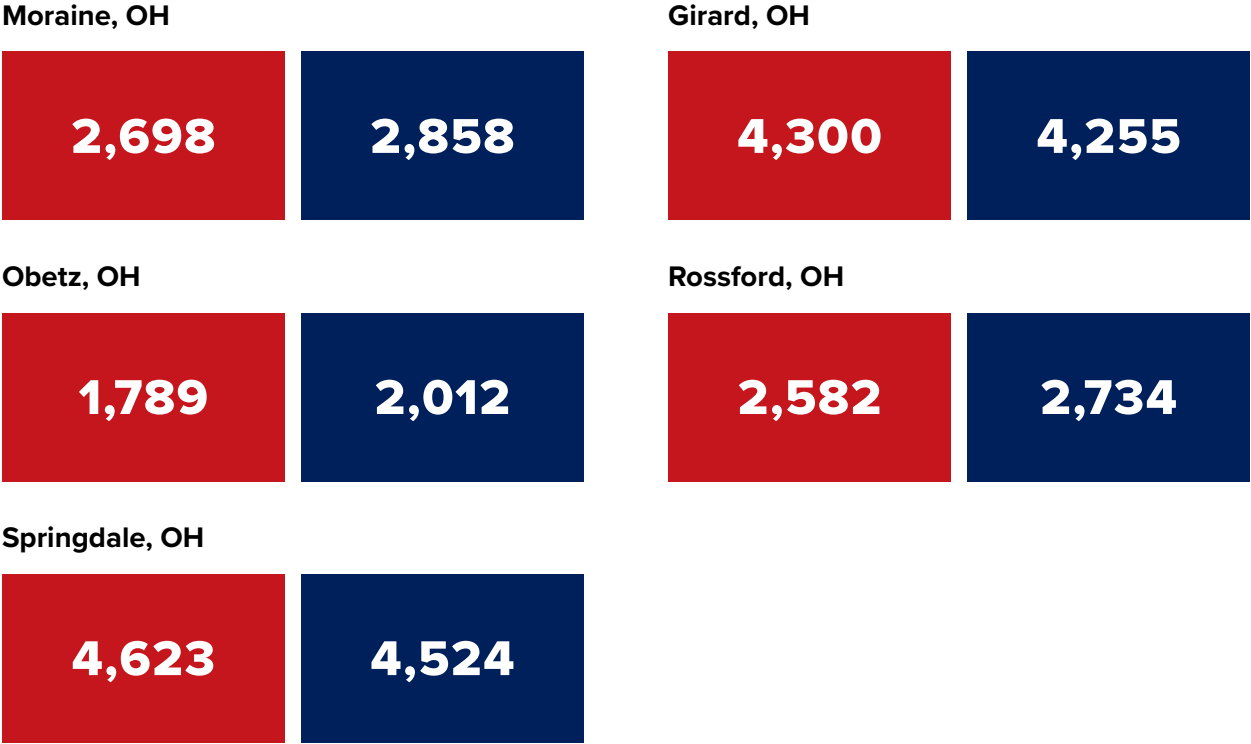 Moraine, OH
2,698 2,858
Girard, OH
4,300 4,255
Obetz, OH
1,789 2,012
Rossford, OH
2,582 2,734
Springdale, OH
4,623 4,524